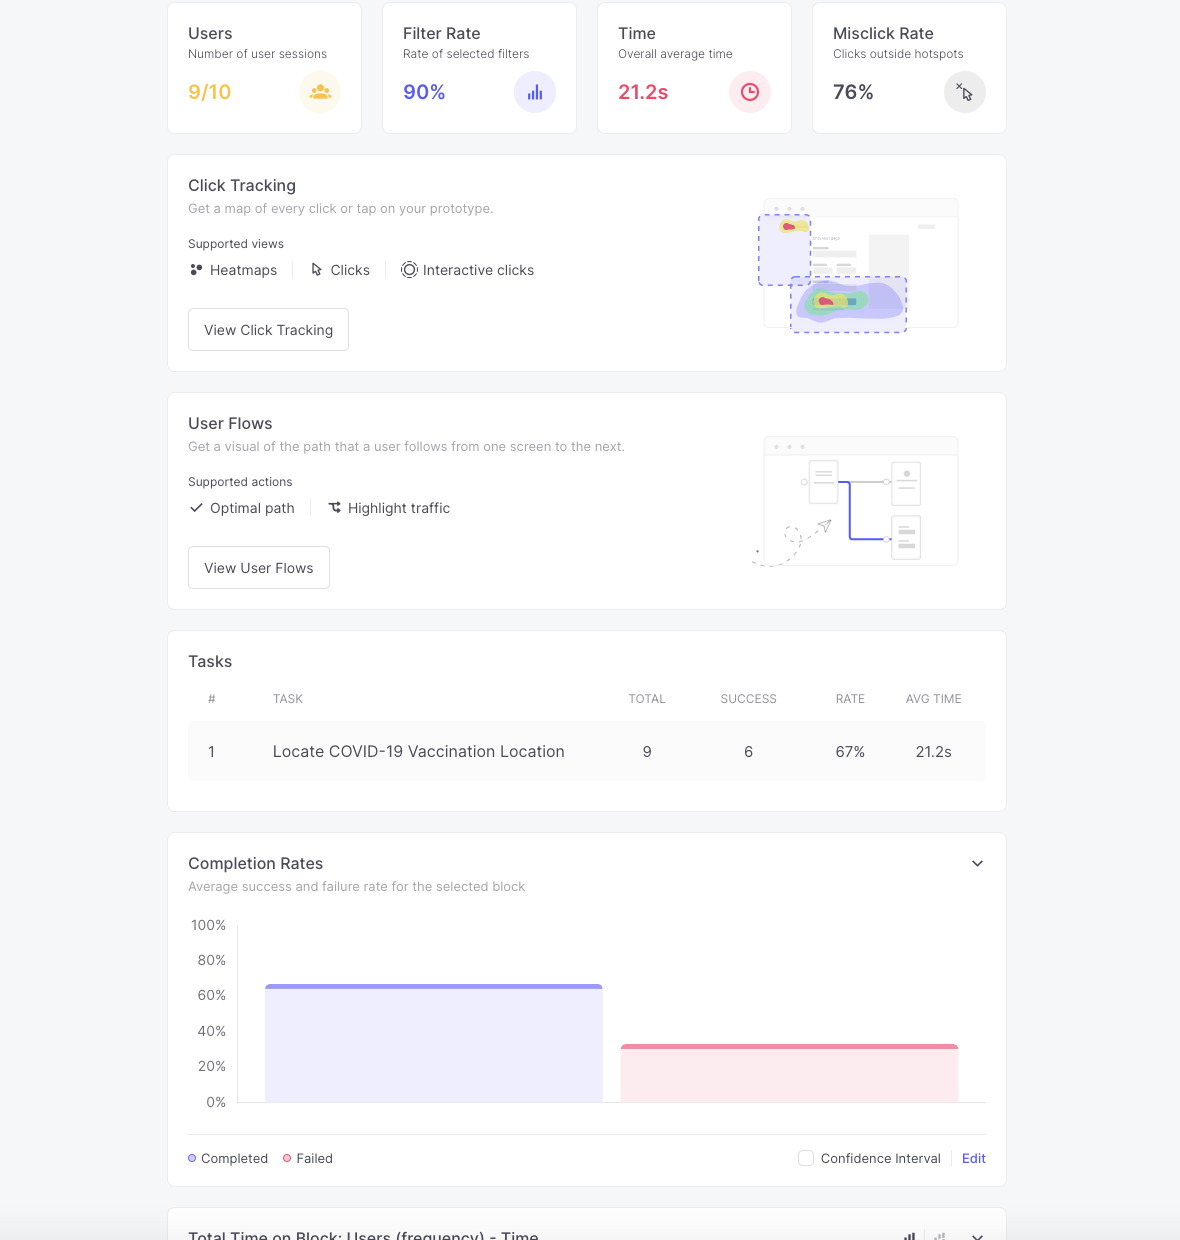 Users
Number of user sessions
9/10
Filter Rate
Rate of selected filters
90%
Time
Overall average time
21.2s
Misclick Rate
Clicks outside hotspots
76%
Click Tracking
Get a map of every click or tap on your prototype.
Supported views
Heatmaps
Clicks
Interactive clicks
View Click Tracking
User Flows
Get a visual of the path that a user follows from one screen to the next.
Supported actions
Optimal path
Highlight traffic
View User Flows
Tasks
# TASK TOTAL SUCCESS RATE AVG TIME
1 Locate COVID-19 Vaccination Location 9 6 67% 21.2s
Completion Rates
Average success and failure rate for the selected block
100%
80%
60%
40%
20%
0%
Completed Failed
Confidence Interval Edit
Total Time on Block: Users (frequency) - Time